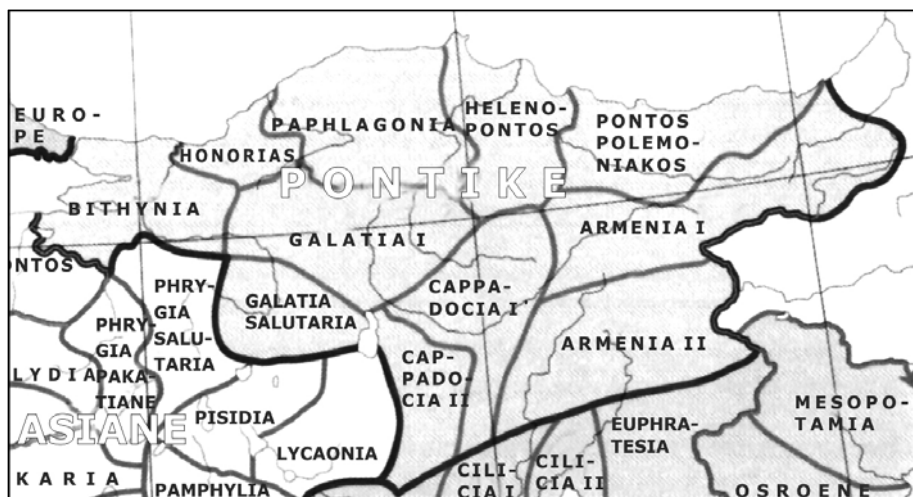 EURO-
PE
HONORIAS
PAPHLAGONIA
HELENO-
PONTOS
PONTOS
POLEMO-
NIAKOS
PONTIKE
BITHYNIA
GALATIA I
ARMENIA I
ONTOS
PHRY-
GIA
SALU-
TARIA
GALATIA
SALUTARIA
CAPPA-
DOCIA I
PHRY-
GIA
PAKA-
TIANE
CAP-
PADO-
CIA II
ARMENIA II
LYDIA
ASIANE
PISIDIA
LYCAONIA
EUPHRA-
TESIA
MESOPO-
TAMIA
KARIA
PAMPHYLIA
CILI-
CIA I
CILI-
CIA II
OSROENE